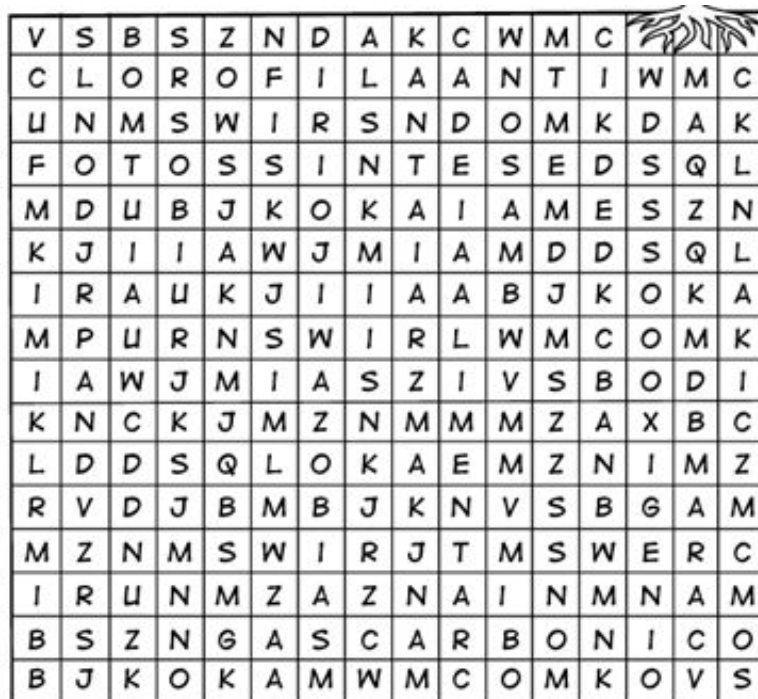 V S B S Z N D A K C W M C
C L O R O F I L A A N T I W M C
U N M S W I R S N D O M K D A K
F O T O S S I N T E S E D S Q L
M D U B J K O K A I A M E S Z N
K J I I A W J M I A M D D S Q L
I R A U K J I I A A B J K O K A
M P U R N S W I R L W M C O M K
I A W J M I A S Z I V S B O D I
K N C K J M Z N M M M Z A X B C
L D D S Q L O K A E M Z N I M Z
R V D J B M B J K N V S B G A M
M Z N M S W I R J T M S W E R C
I R U N M Z A Z N A I N M N A M
B S Z N G A S C A R B O N I C O
B J K O K A M W M C O M K O V S